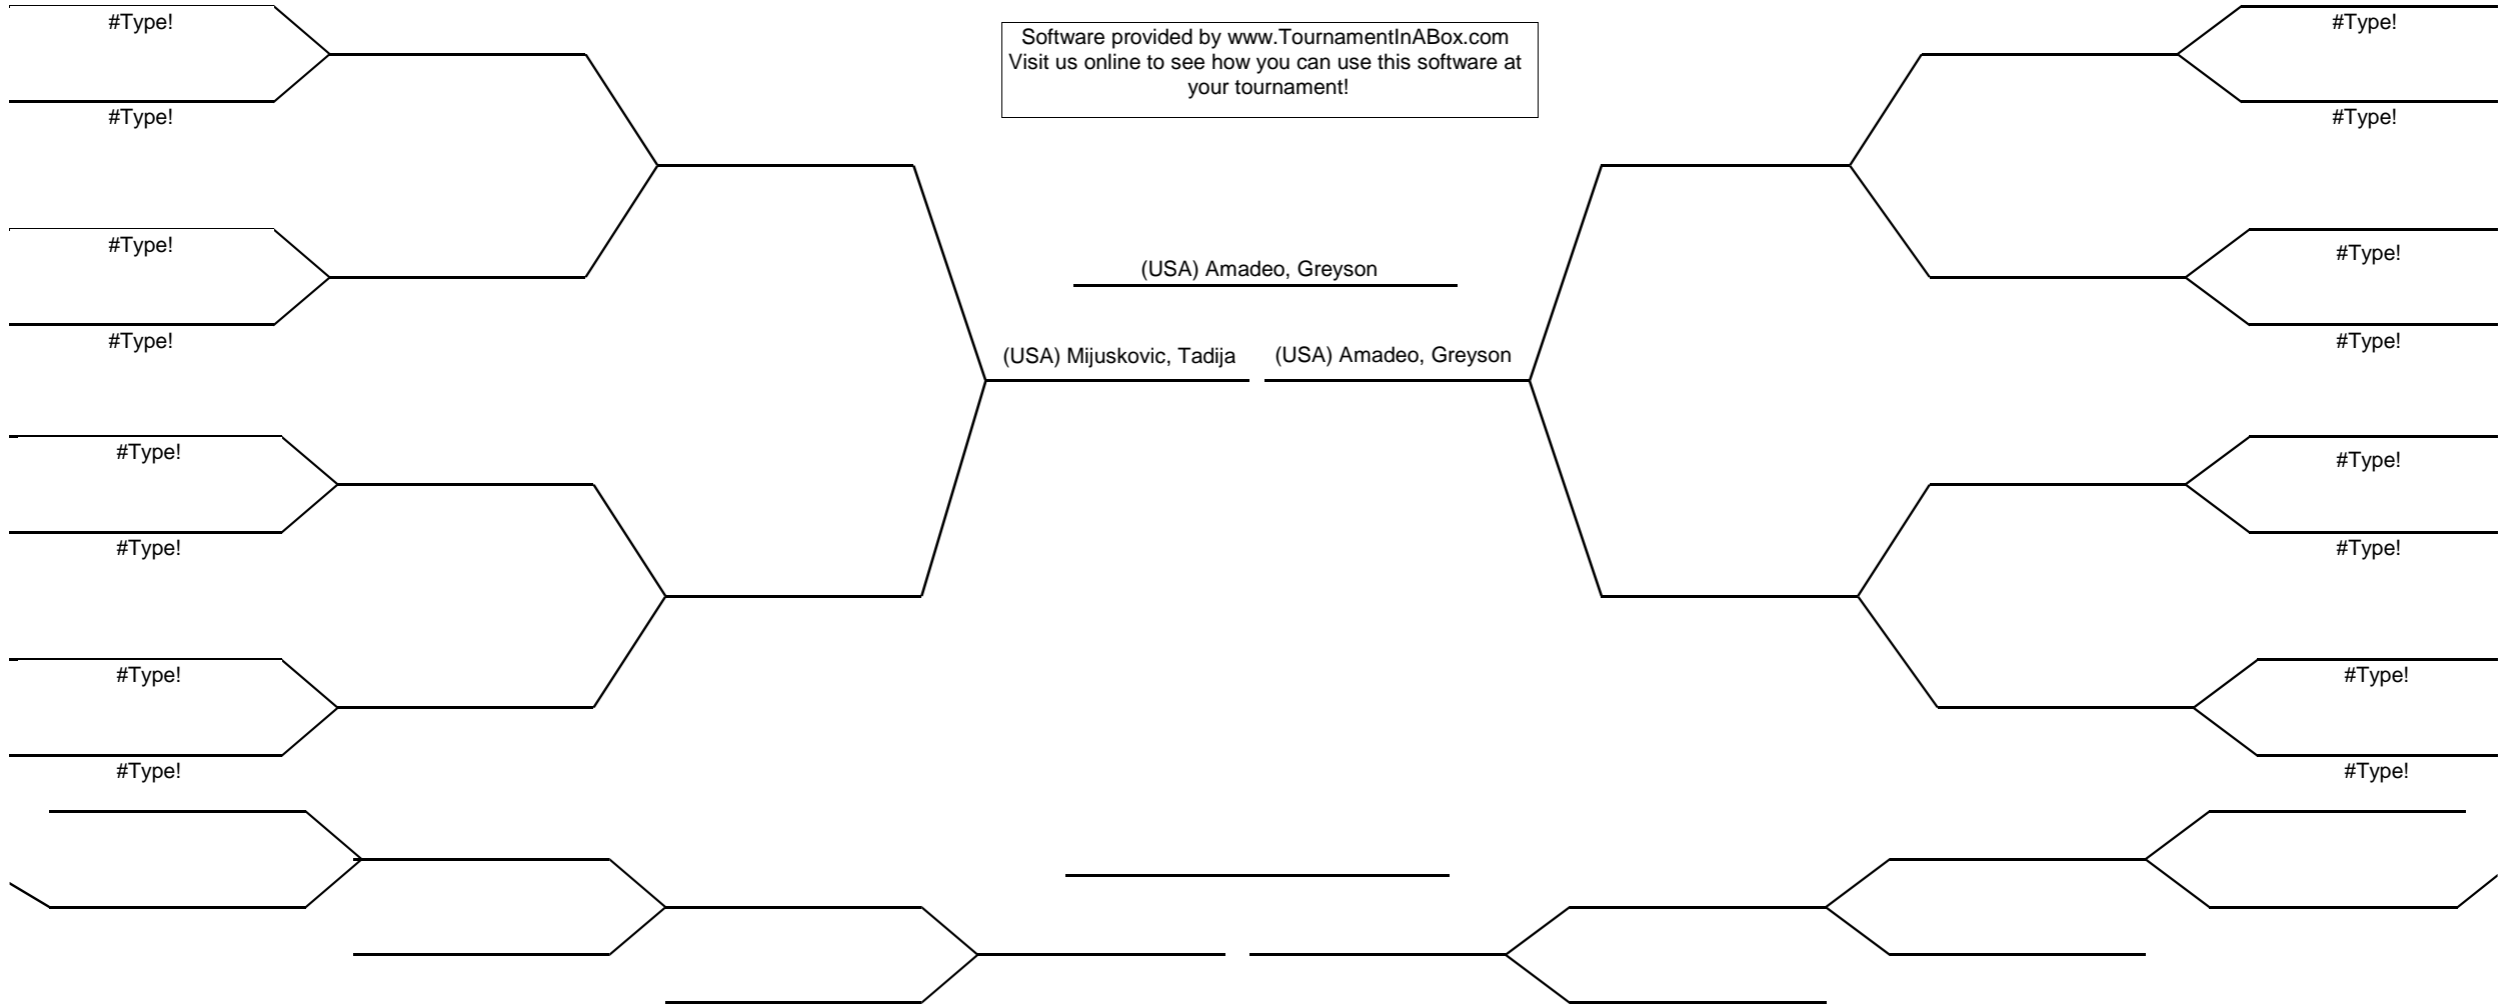 #Type!
#Type!
Software provided by www.TournamentInABox.com
Visit us online to see how you can use this software at
your tournament!
#Type!
#Type!
#Type!
#Type!
(USA) Amadeo, Greyson
#Type!
#Type!
(USA) Mijuskovic, Tadija
(USA) Amadeo, Greyson
#Type!
#Type!
#Type!
#Type!
#Type!
#Type!
#Type!
#Type!